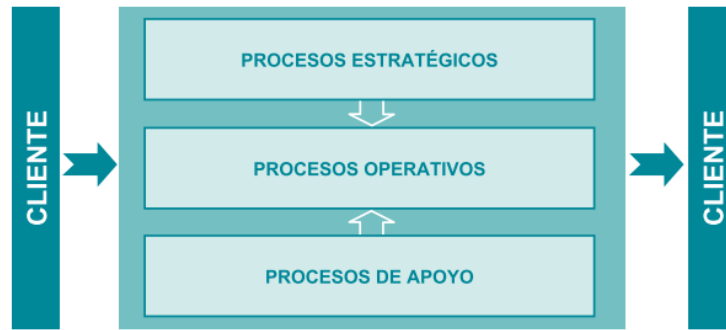 CLIENTE
PROCESOS ESTRATÉGICOS
PROCESOS OPERATIVOS
PROCESOS DE APOYO
CLIENTE